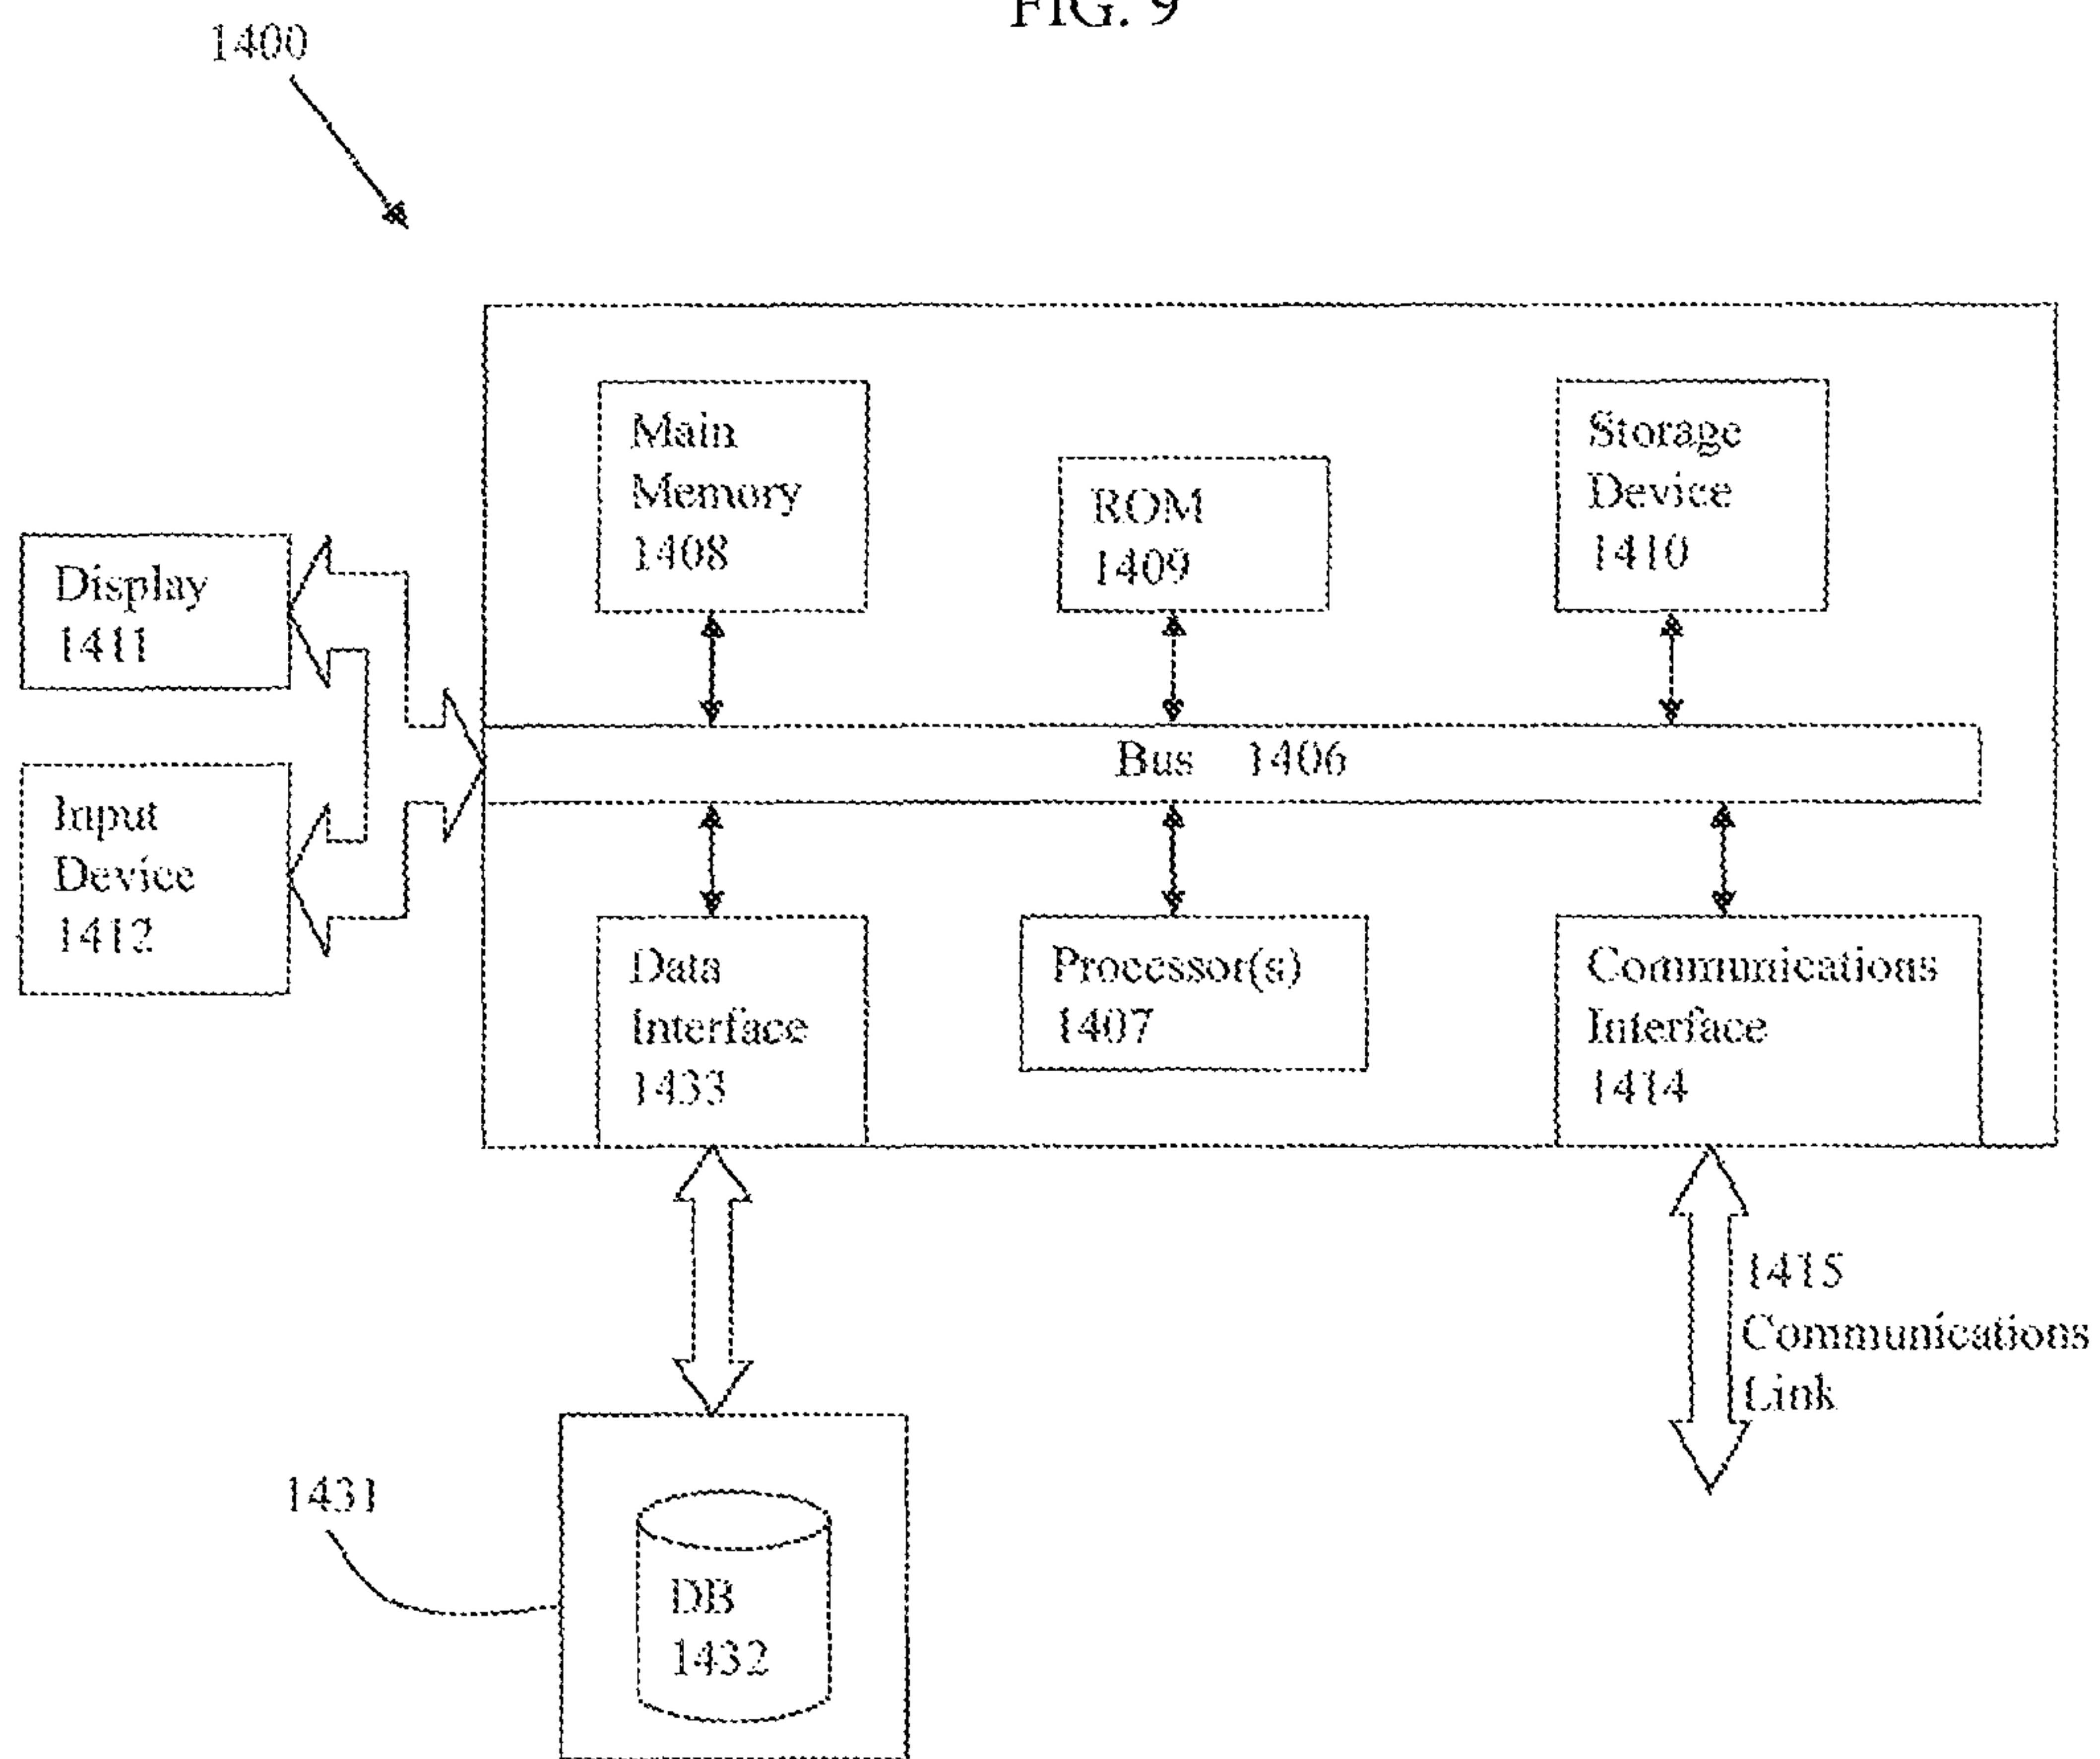 FIG. 9
1400
Main
Memory
1408
ROM
1409
Storage
Device
1410
Display
1411
Bus 1406
Input
Device
1412
Data
Interface
1433
Processor(s)
1407
Communications
Interface
1414
1415
Communications
Link
1431
DB
1432